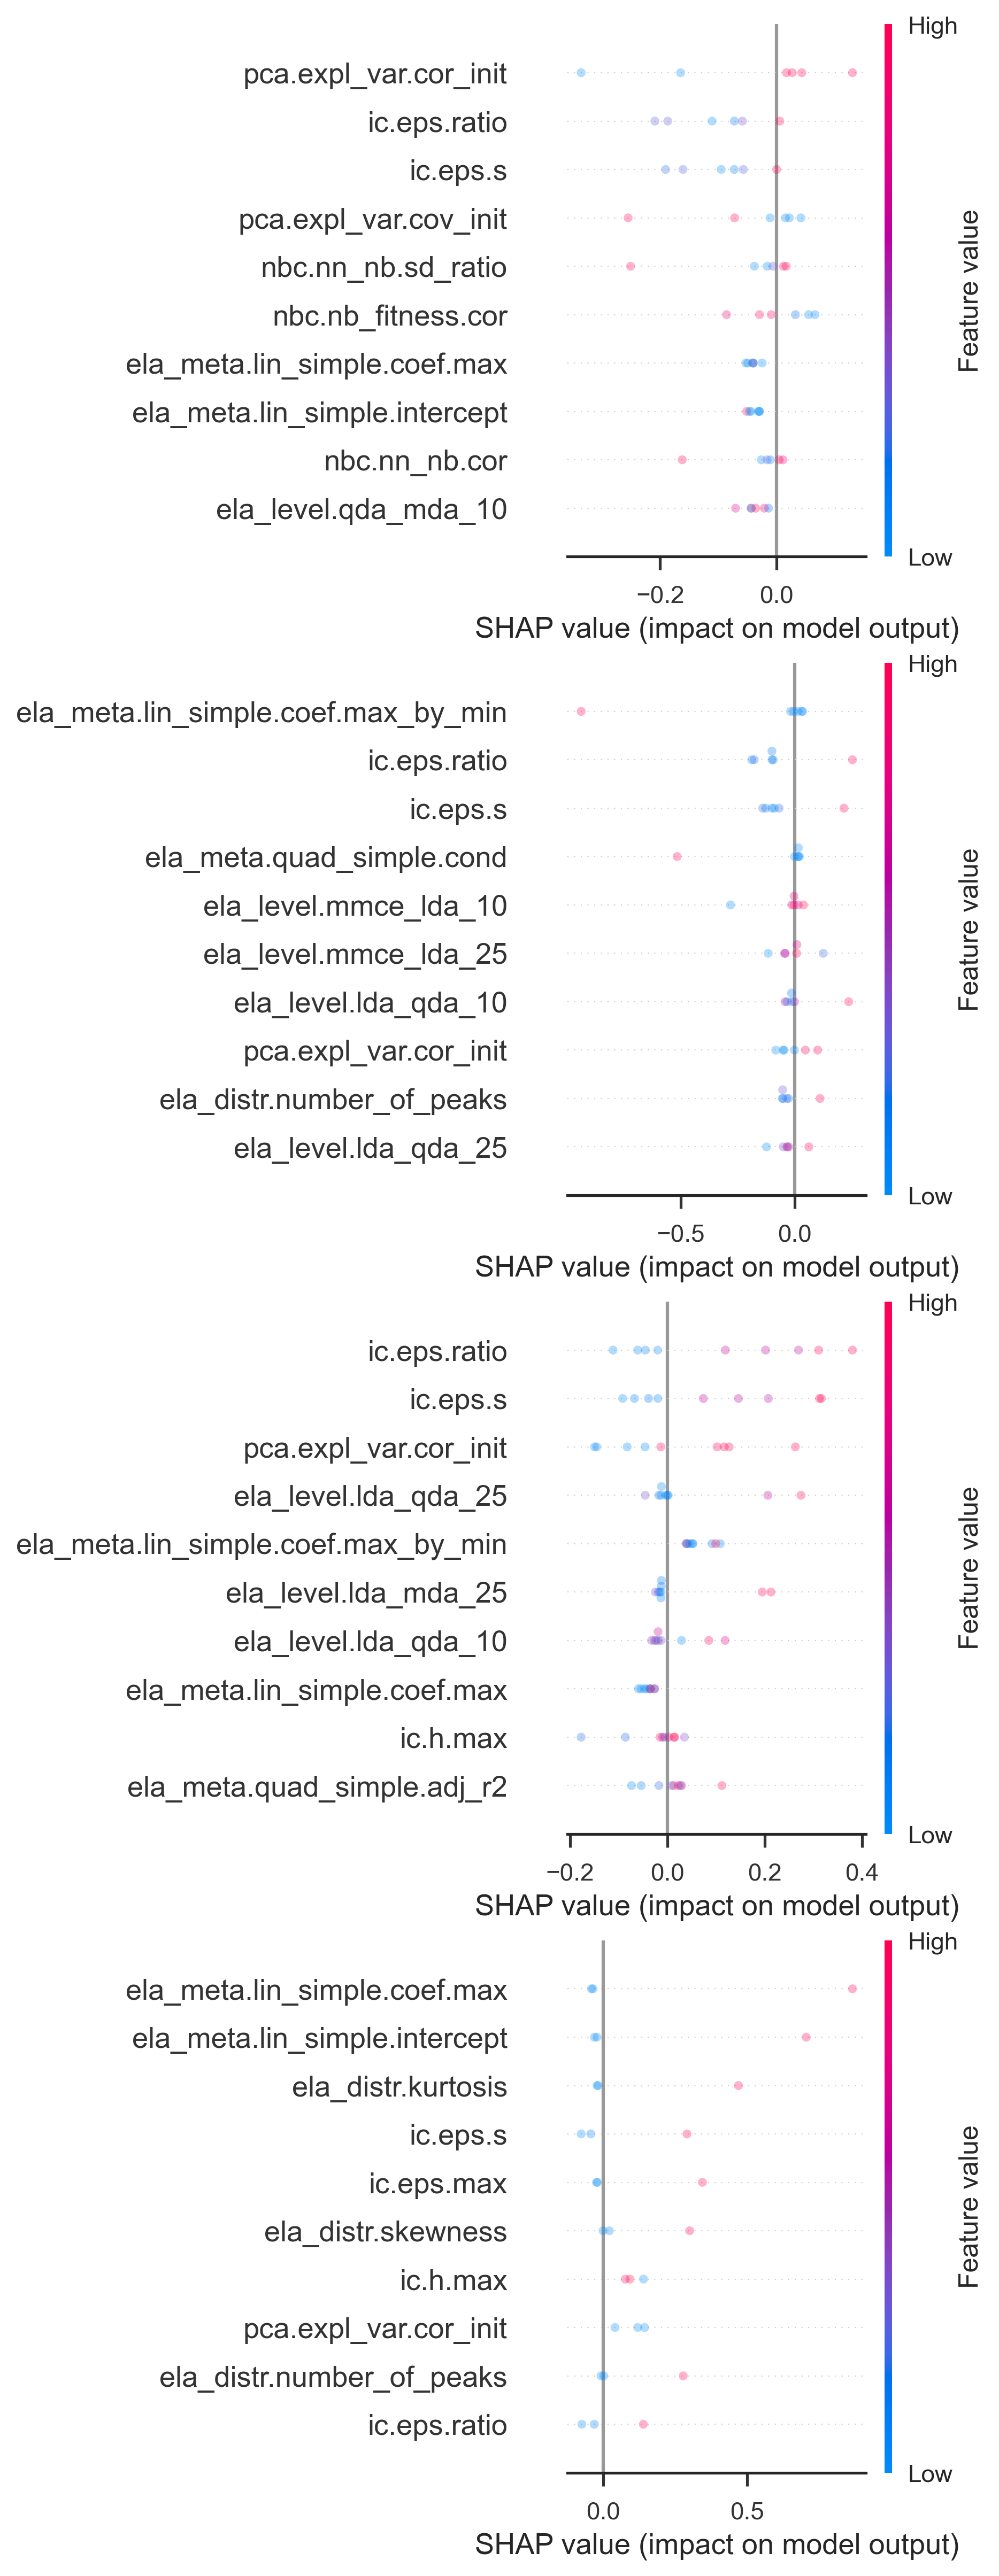 High
pca.expl_var.cor_init
ic.eps.ratio
ic.eps.s
pca.expl_var.cov_init
nbc.nn_nb.sd_ratio
nbc.nb_fitness.cor
ela_meta.lin_simple.coef.max
ela_meta.lin_simple.intercept
nbc.nn_nb.cor
ela_level.qda_mda_10
Feature value
Low
−0.2 0.0
SHAP value (impact on model output)
High
ela_meta.lin_simple.coef.max_by_min
ic.eps.ratio
ic.eps.s
ela_meta.quad_simple.cond
ela_level.mmce_lda_10
ela_level.mmce_lda_25
ela_level.lda_qda_10
pca.expl_var.cor_init
ela_distr.number_of_peaks
ela_level.lda_qda_25
Feature value
Low
−0.5 0.0
SHAP value (impact on model output)
High
ic.eps.ratio
ic.eps.s
pca.expl_var.cor_init
ela_level.lda_qda_25
ela_meta.lin_simple.coef.max_by_min
ela_level.lda_mda_25
ela_level.lda_qda_10
ela_meta.lin_simple.coef.max
ic.h.max
ela_meta.quad_simple.adj_r2
Feature value
Low
−0.2 0.0 0.2 0.4
SHAP value (impact on model output)
High
ela_meta.lin_simple.coef.max
ela_meta.lin_simple.intercept
ela_distr.kurtosis
ic.eps.s
ic.eps.max
ela_distr.skewness
ic.h.max
pca.expl_var.cor_init
ela_distr.number_of_peaks
ic.eps.ratio
Feature value
Low
0.0 0.5
SHAP value (impact on model output)